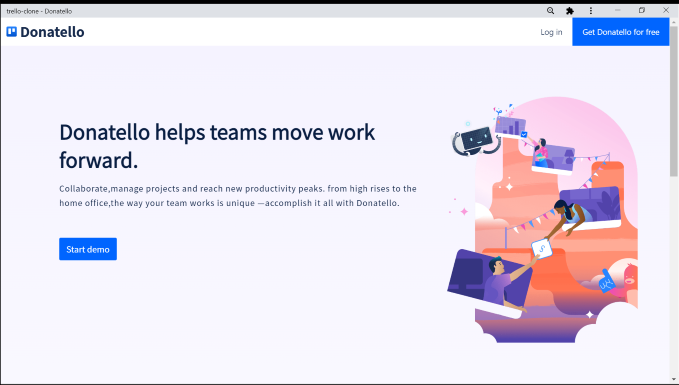 trello-clone - Donatello
Donatello
Log in
Get Donatello for free
Donatello helps teams move work
forward.
Collaborate,manage projects and reach new productivity peaks. from high rises to the
home office,the way your team works is unique —accomplish it all with Donatello.
Start demo